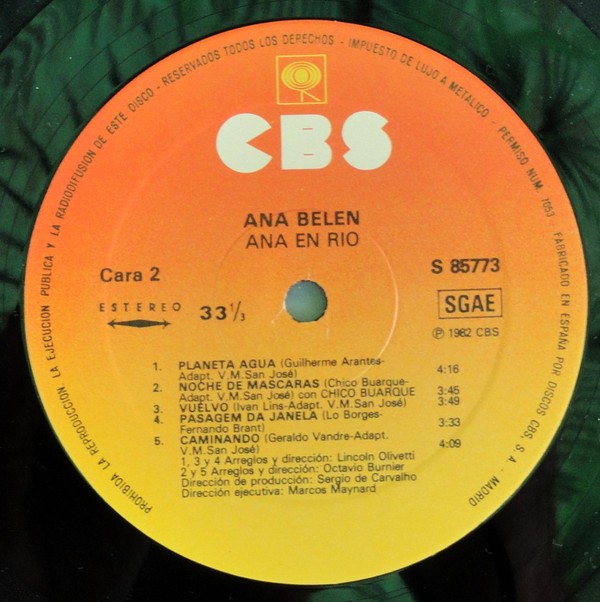 PROHIBIDA LA REPRODUCCION LA EJECUCION PUBLICA Y LA RADIODIFUSION DE ESTE DISCO - RESERVADOS TODOS LOS DERECHOS - IMPUESTO DE LUJO A METALICO - PERMISO NUM. 7053 - FABRICADO EN ESPAÑA POR DISCOS CBS, S. A. - MADRID
CBS
ANA BELEN
ANA EN RIO
Cara 2
S 85773
ESTEREO
33 1/3
SGAE
Ⓟ 1982 CBS
1. PLANETA AGUA (Guilherme Arantes-
Adapt. V.M.San José) 4:16
2. NOCHE DE MASCARAS (Chico Buarque-
Adapt. V.M.San José) con CHICO BUARQUE 3:45
3. VUELVO (Ivan Lins-Adapt. V.M.San José) 3:49
4. PASAGEM DA JANELA (Lo Borges-
Fernando Brant) 3:33
5. CAMINANDO (Geraldo Vandre-Adapt.
V.M.San José) 4:09
1, 3 y 4 Arreglos y dirección: Lincoln Olivetti
2 y 5 Arreglos y dirección: Octavio Burnier
Dirección de producción: Sergio de Carvalho
Dirección ejecutiva: Marcos Maynard